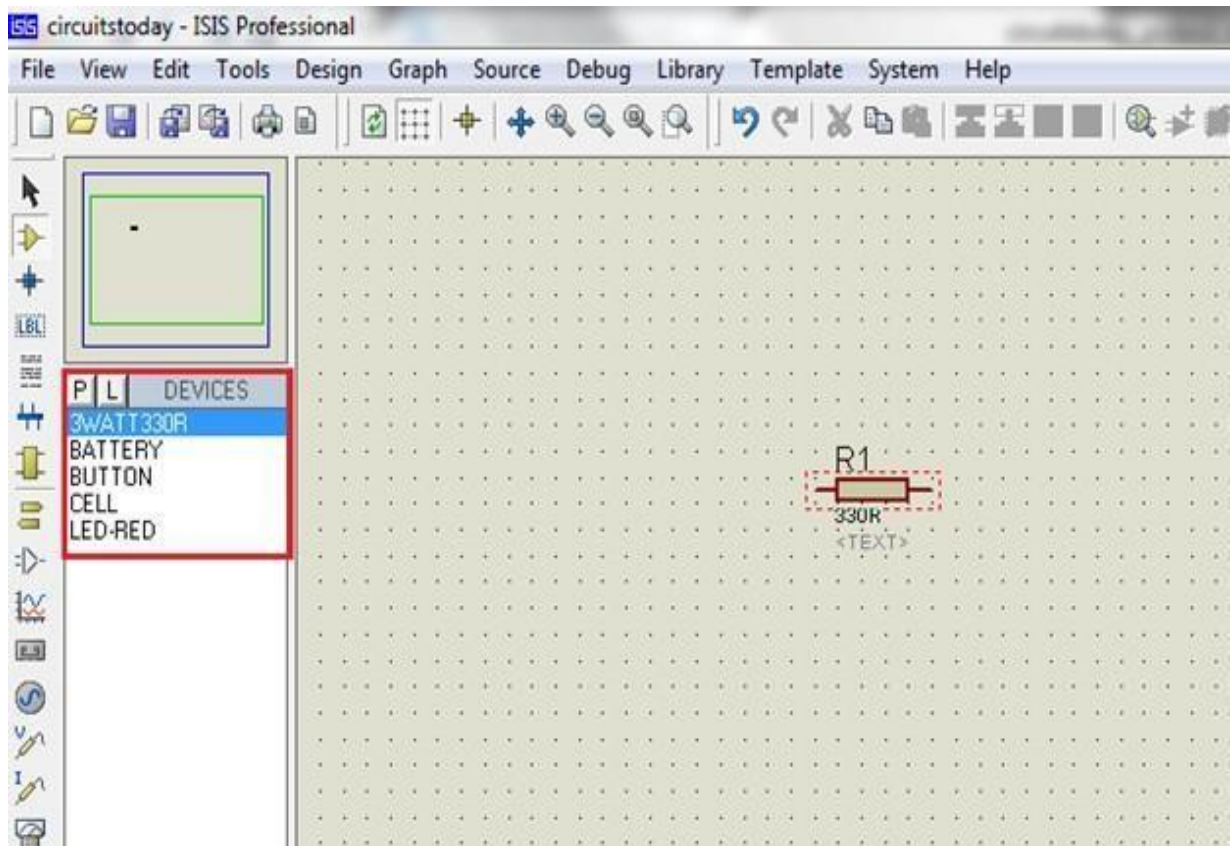 ISIS circuitstoday - ISIS Professional
File View Edit Tools Design Graph Source Debug Library Template System Help
LBL
P L DEVICES
3WATT330R
BATTERY
BUTTON
CELL
LED-RED
R1
330R
<TEXT>
V
I